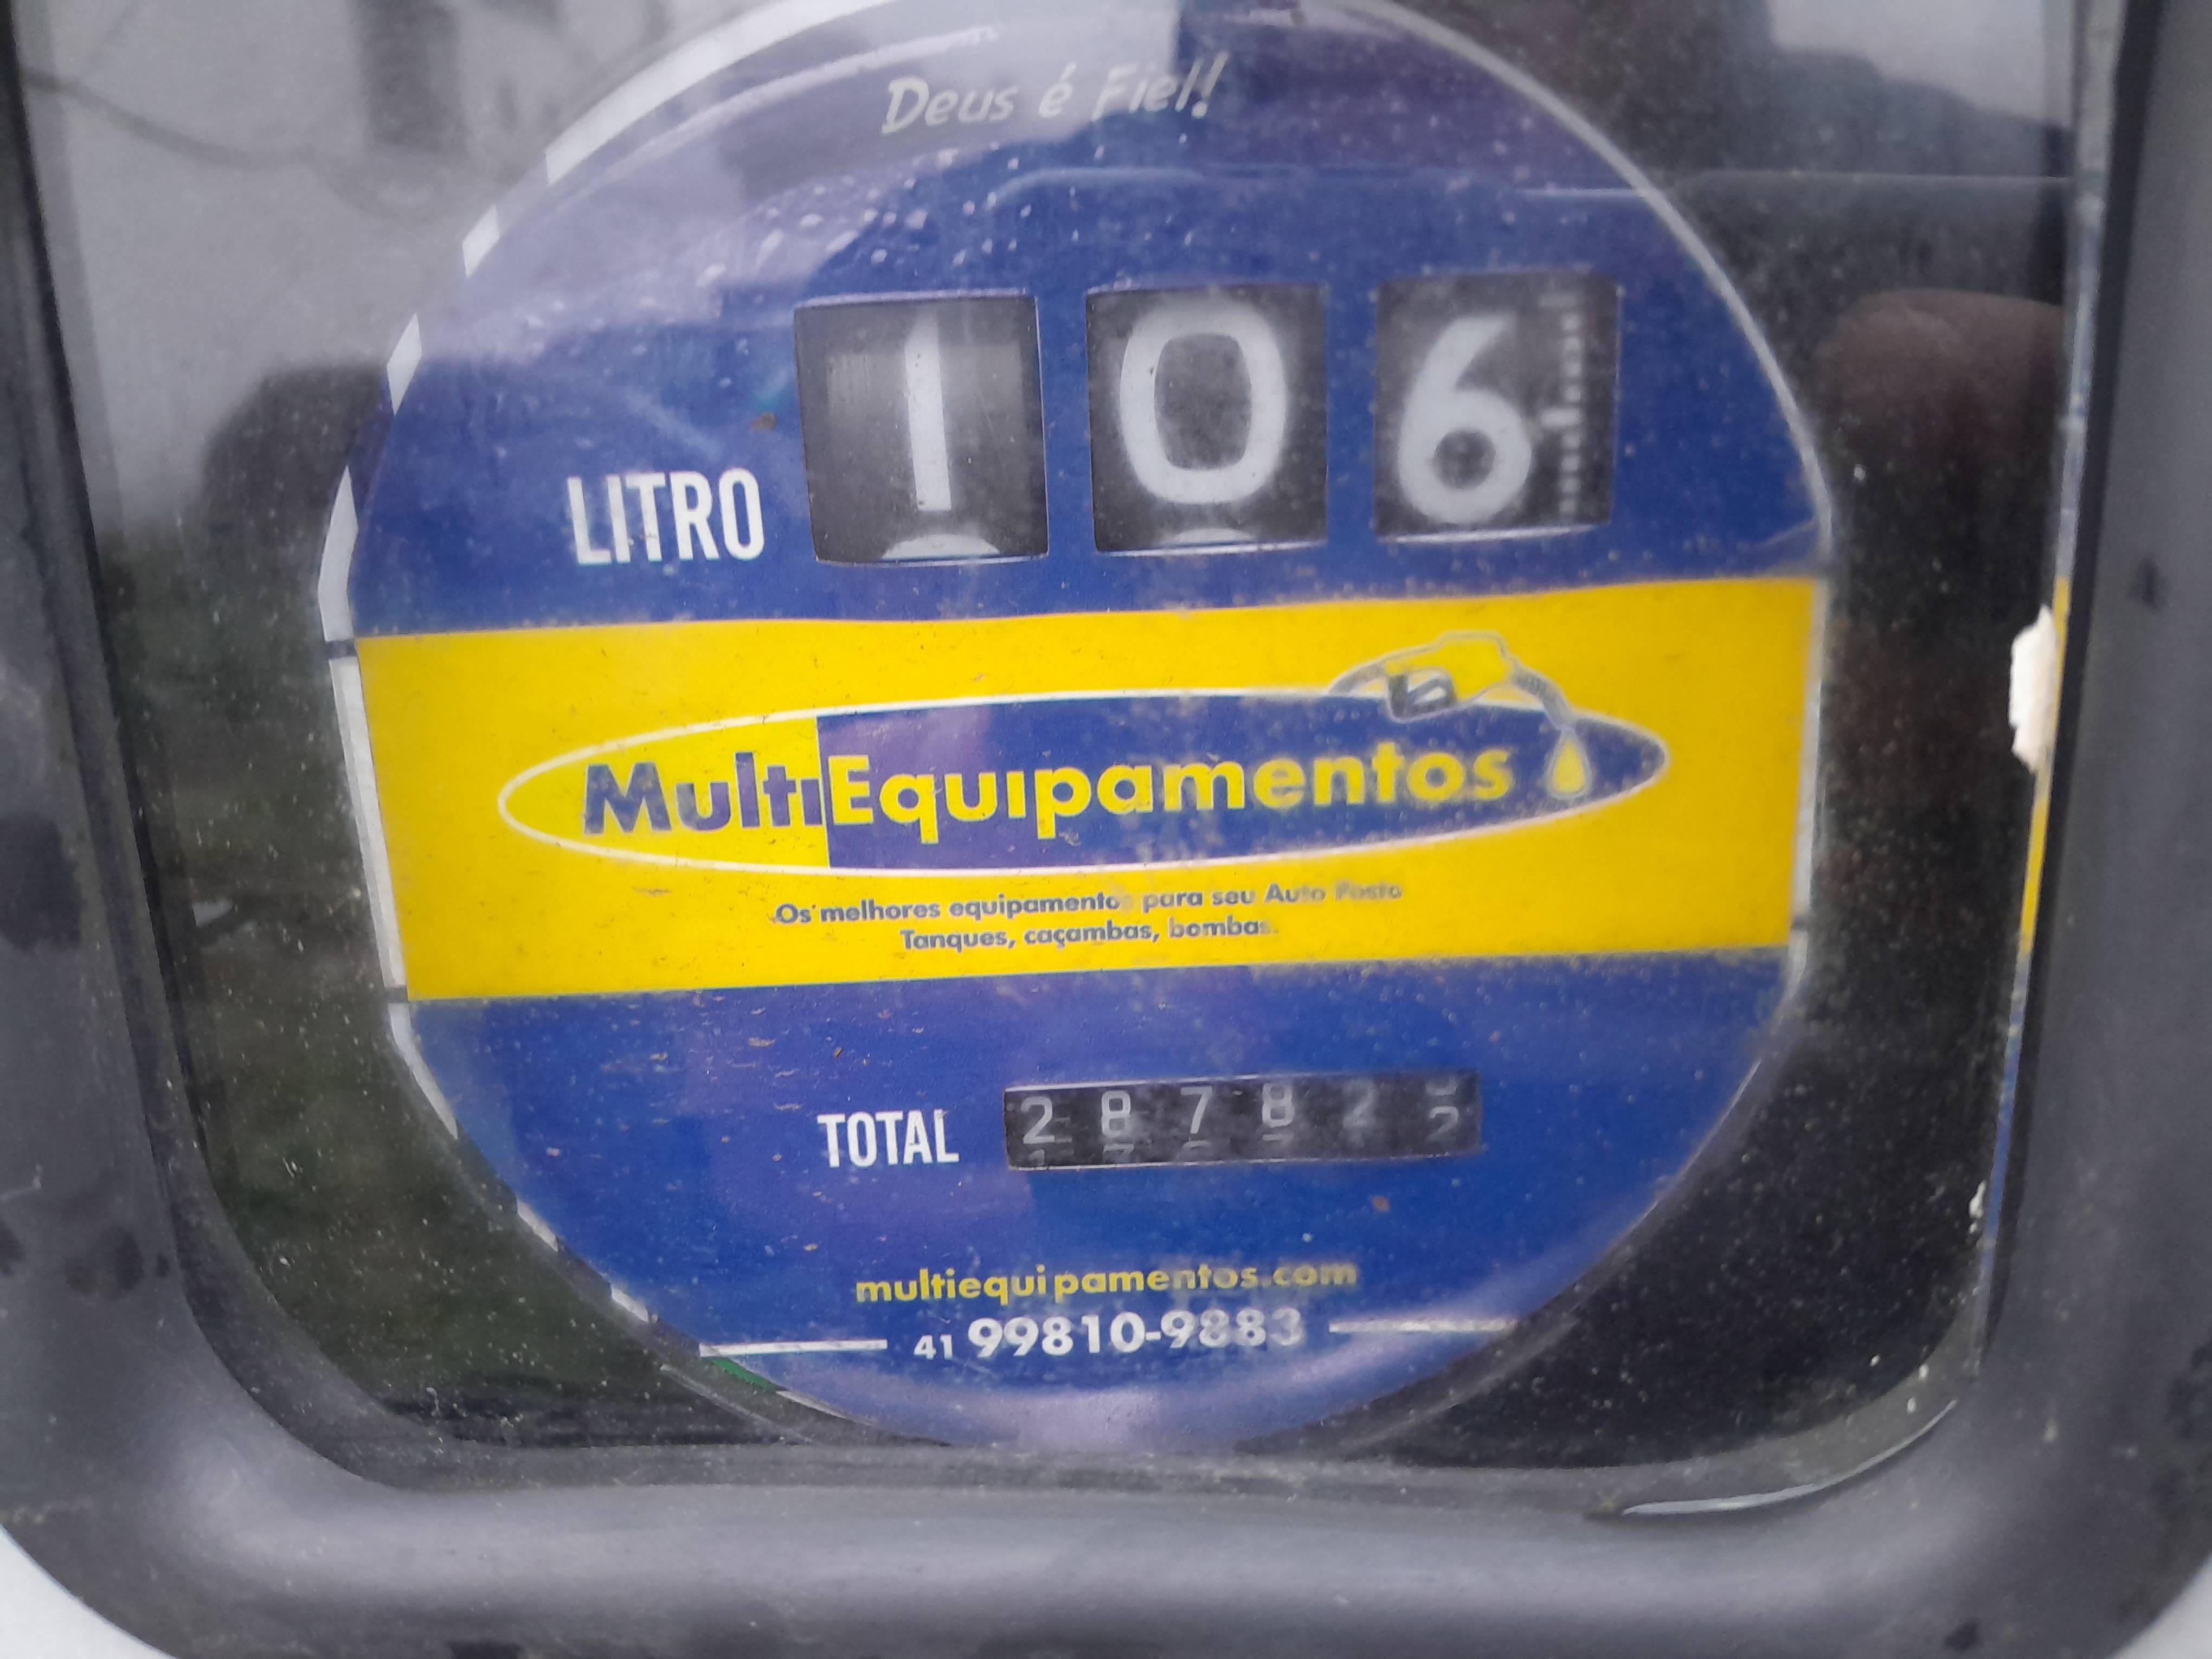 Deus é Fiel!
LITRO 106
MultiEquipamentos
Os melhores equipamentos para seu Auto Posto
Tanques, caçambas, bombas.
TOTAL 28782
multiequipamentos.com
41 99810-9883